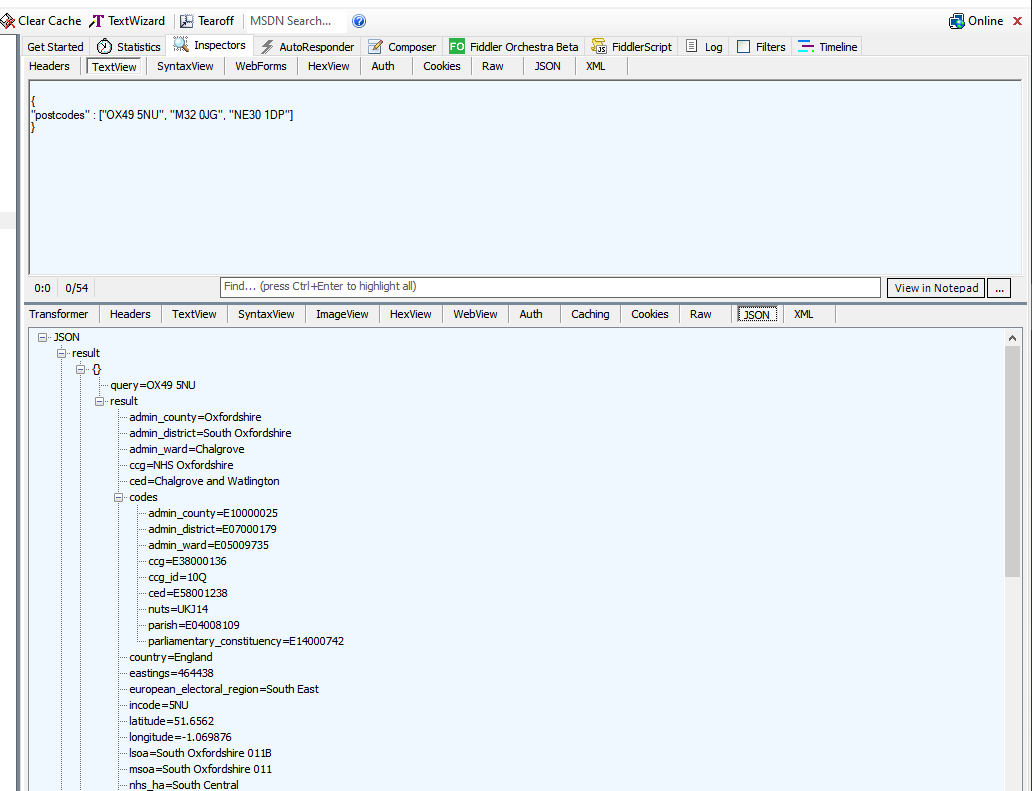 Clear Cache TextWizard Tearoff MSDN Search... ? Online X
Get Started Statistics Inspectors AutoResponder Composer FO Fiddler Orchestra Beta FiddlerScript Log Filters Timeline
Headers TextView SyntaxView WebForms HexView Auth Cookies Raw JSON XML
{
"postcodes" : ["OX49 5NU", "M32 0JG", "NE30 1DP"]
}
0:0 0/54 Find... (press Ctrl+Enter to highlight all) View in Notepad ...
Transformer Headers TextView SyntaxView ImageView HexView WebView Auth Caching Cookies Raw JSON XML
JSON
result
{}
query=OX49 5NU
result
admin_county=Oxfordshire
admin_district=South Oxfordshire
admin_ward=Chalgrove
ccg=NHS Oxfordshire
ced=Chalgrove and Watlington
codes
admin_county=E10000025
admin_district=E07000179
admin_ward=E05009735
ccg=E38000136
ccg_id=10Q
ced=E58001238
nuts=UKJ14
parish=E04008109
parliamentary_constituency=E14000742
country=England
eastings=464438
european_electoral_region=South East
incode=5NU
latitude=51.6562
longitude=-1.069876
lsoa=South Oxfordshire 011B
msoa=South Oxfordshire 011
nhs_ha=South Central